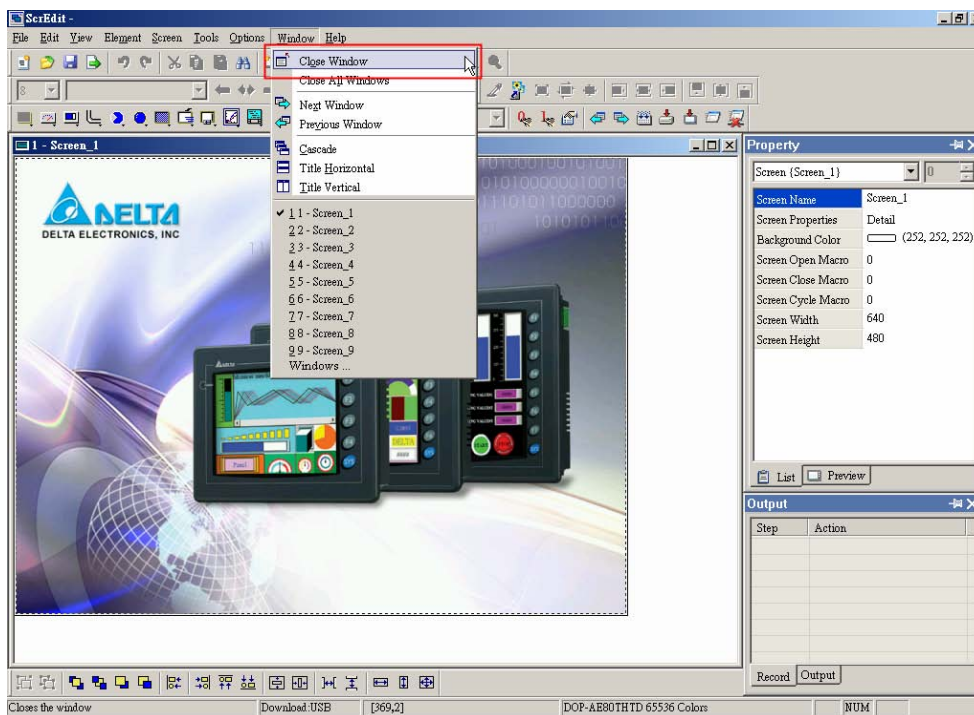 ScrEdit -
File Edit View Element Screen Tools Options Window Help
Close Window
Close All Windows
Next Window
Previous Window
Cascade
Title Horizontal
Title Vertical
1 1 - Screen_1
2 2 - Screen_2
3 3 - Screen_3
4 4 - Screen_4
5 5 - Screen_5
6 6 - Screen_6
7 7 - Screen_7
8 8 - Screen_8
9 9 - Screen_9
Windows ...
8
1 - Screen_1
DELTA
DELTA ELECTRONICS, INC
DELTA
Property
Screen {Screen_1}
0
Screen Name Screen_1
Screen Properties Detail
Background Color (252, 252, 252)
Screen Open Macro 0
Screen Close Macro 0
Screen Cycle Macro 0
Screen Width 640
Screen Height 480
List Preview
Output
Step Action
Record Output
Closes the window Download:USB [369,2] DOP-AE80THTD 65536 Colors NUM